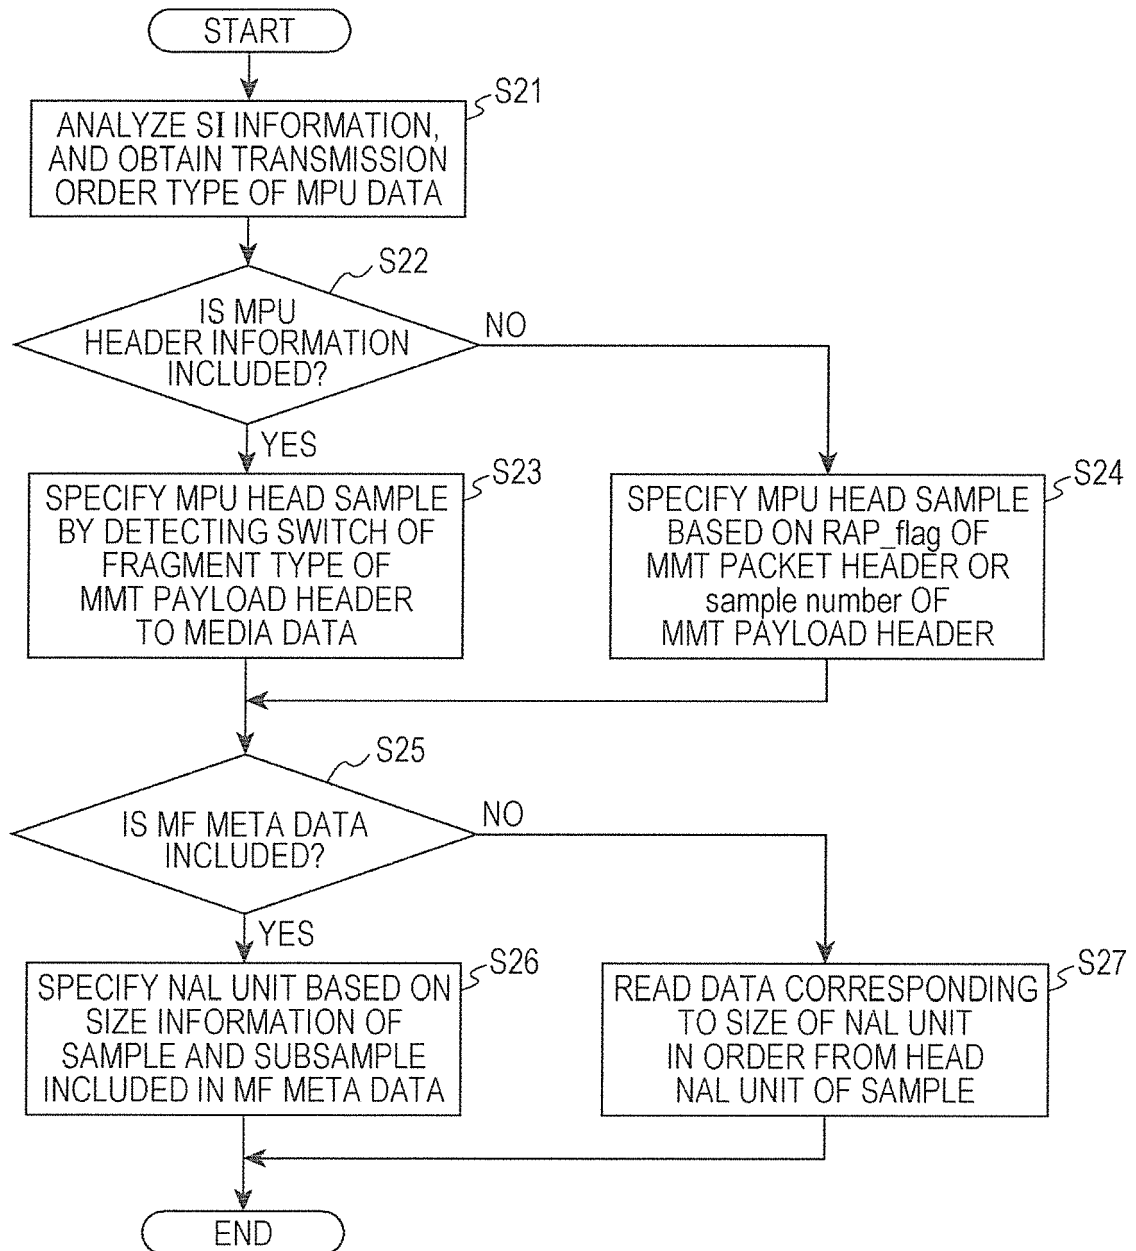 START
S21
ANALYZE SI INFORMATION,
AND OBTAIN TRANSMISSION
ORDER TYPE OF MPU DATA
S22
IS MPU
HEADER INFORMATION
INCLUDED?
NO
YES
S23
SPECIFY MPU HEAD SAMPLE
BY DETECTING SWITCH OF
FRAGMENT TYPE OF
MMT PAYLOAD HEADER
TO MEDIA DATA
S24
SPECIFY MPU HEAD SAMPLE
BASED ON RAP_flag OF
MMT PACKET HEADER OR
sample number OF
MMT PAYLOAD HEADER
S25
IS MF META DATA
INCLUDED?
NO
YES
S26
SPECIFY NAL UNIT BASED ON
SIZE INFORMATION OF
SAMPLE AND SUBSAMPLE
INCLUDED IN MF META DATA
S27
READ DATA CORRESPONDING
TO SIZE OF NAL UNIT
IN ORDER FROM HEAD
NAL UNIT OF SAMPLE
END